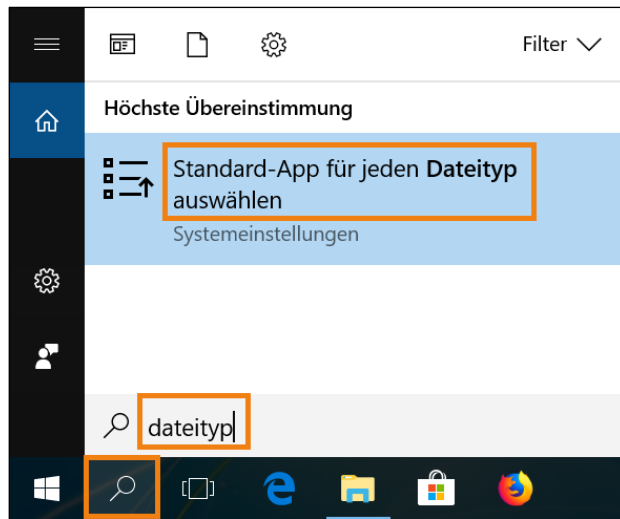 Filter
Höchste Übereinstimmung
Standard-App für jeden Dateityp
auswählen
Systemeinstellungen
dateityp